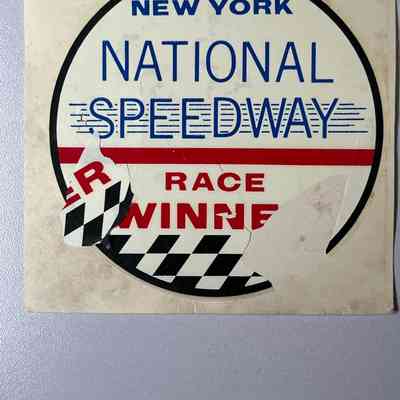 NEW YORK
NATIONAL
SPEEDWAY
RACE
WINNE
ER